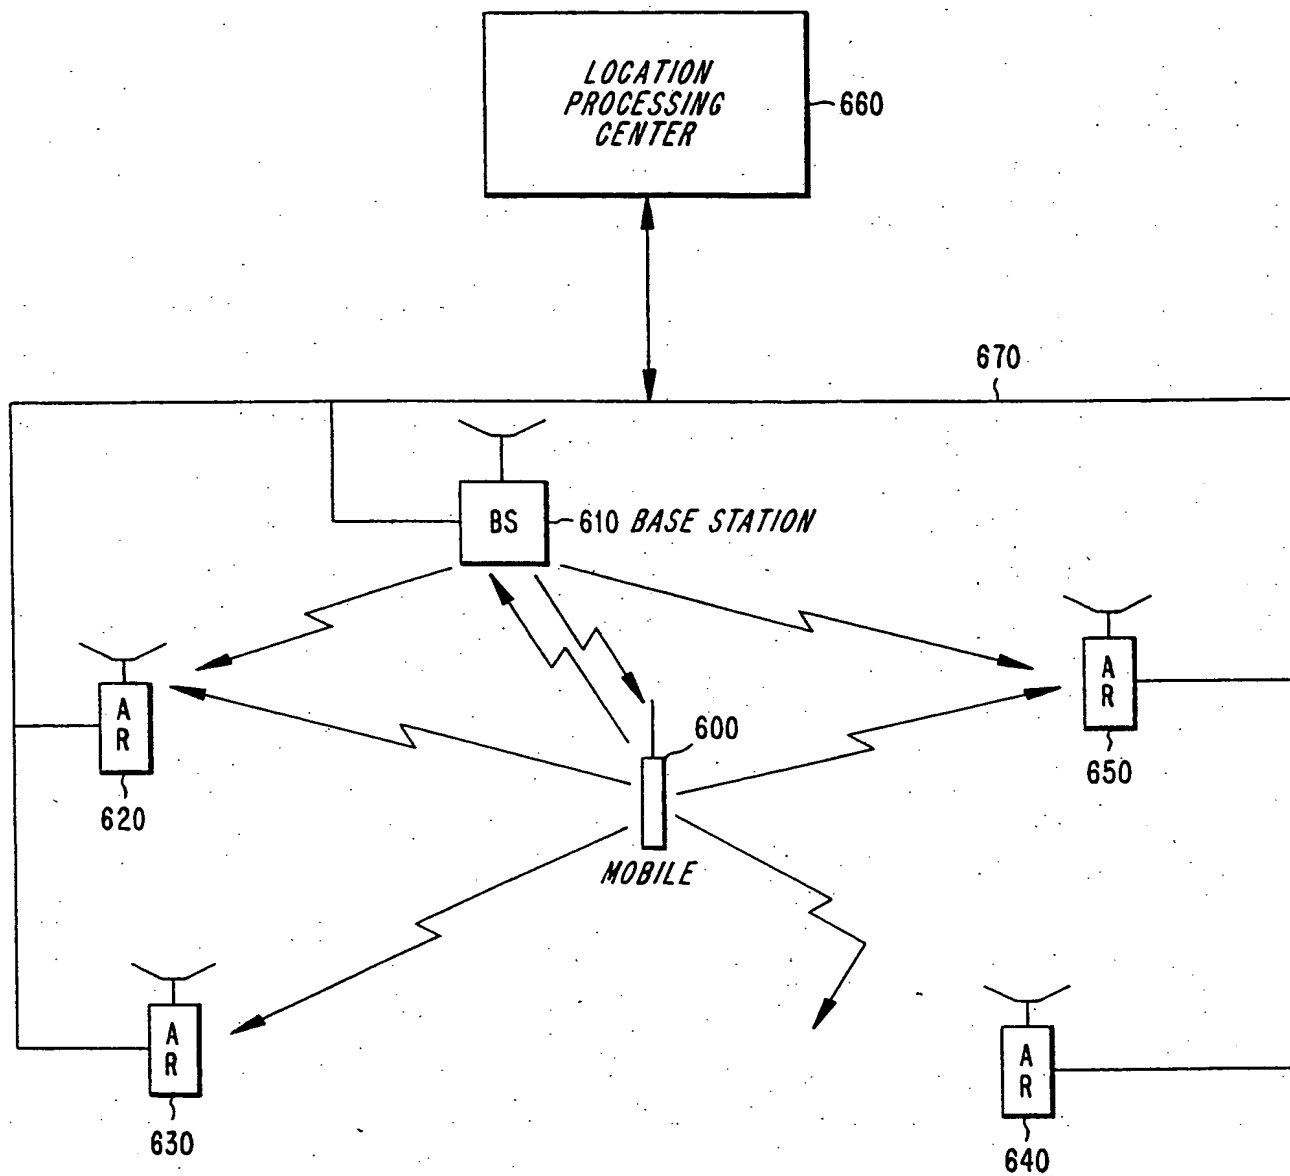 LOCATION
PROCESSING
CENTER
660
670
BS
610 BASE STATION
A
R
620
600
A
R
650
MOBILE
A
R
630
A
R
640